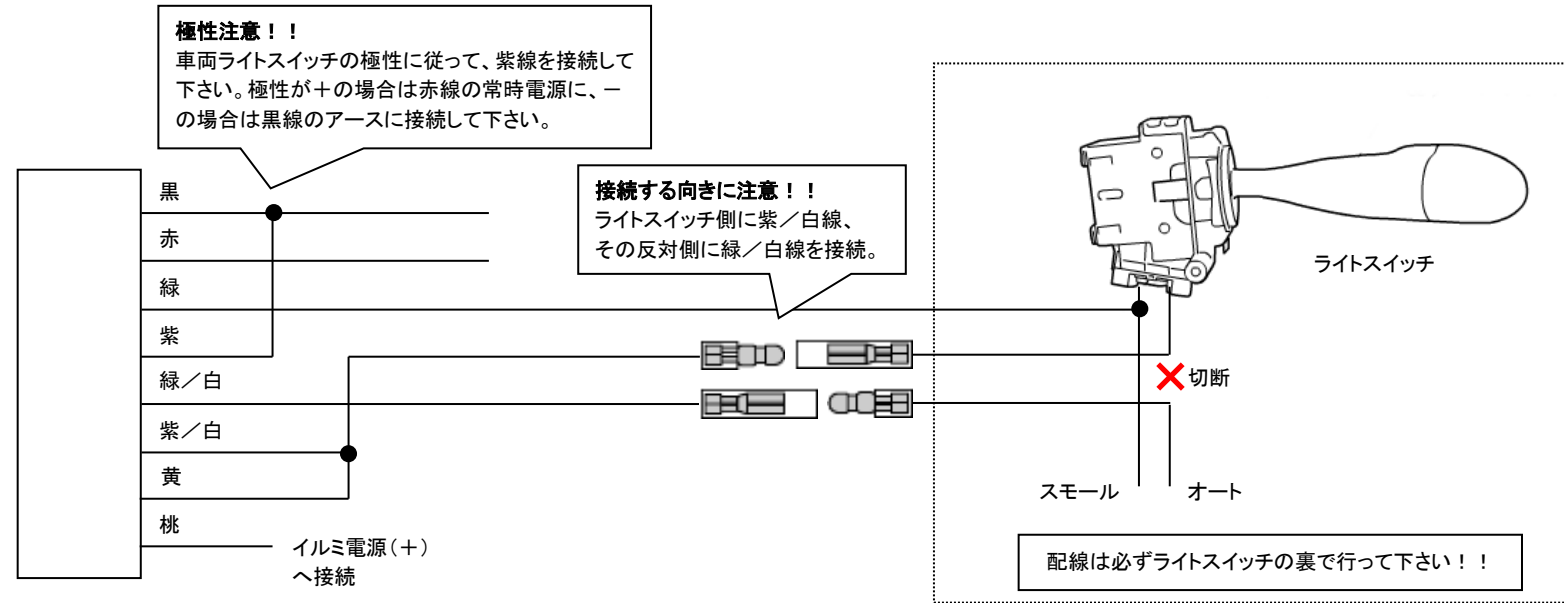 極性注意！！
車両ライトスイッチの極性に従って、紫線を接続して
下さい。極性が＋の場合は赤線の常時電源に、－
の場合は黒線のアースに接続して下さい。
接続する向きに注意！！
ライトスイッチ側に紫／白線、
その反対側に緑／白線を接続。
黒
赤
緑
紫
緑／白
紫／白
黄
桃
イルミ電源（＋）
へ接続
ライトスイッチ
切断
スモール
オート
配線は必ずライトスイッチの裏で行って下さい！！